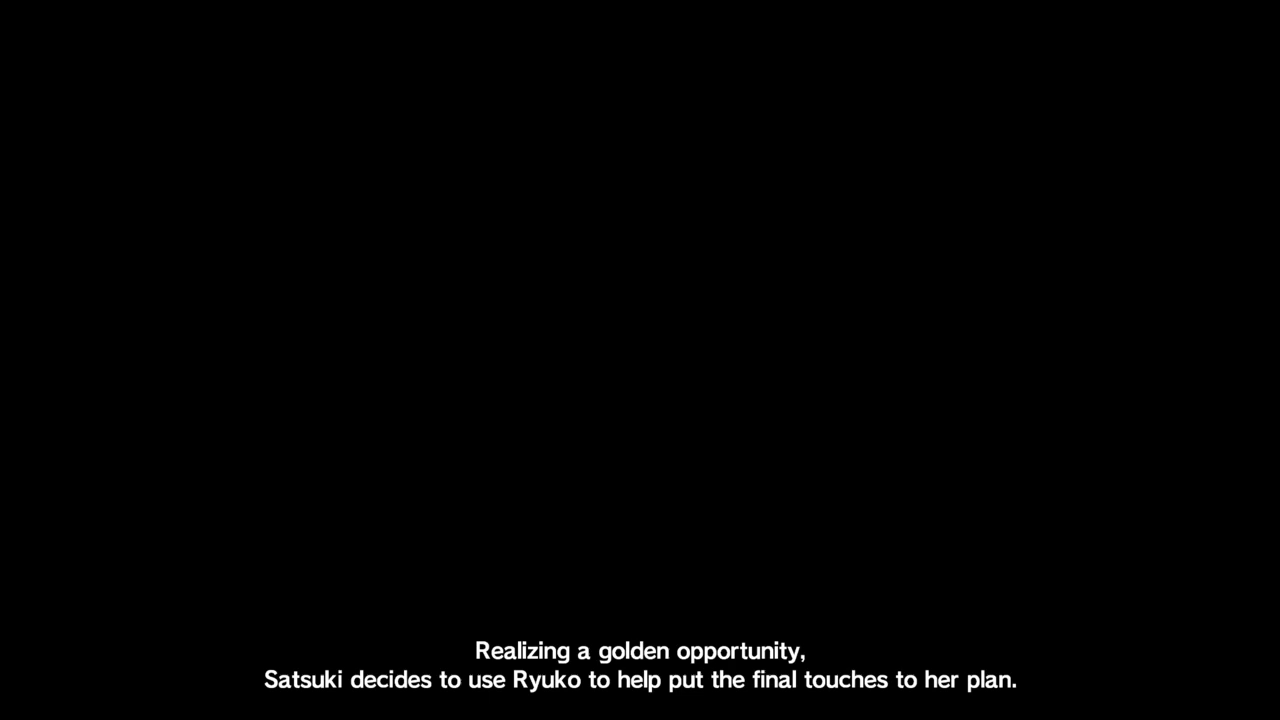 Realizing a golden opportunity,
Satsuki decides to use Ryuko to help put the final touches to her plan.